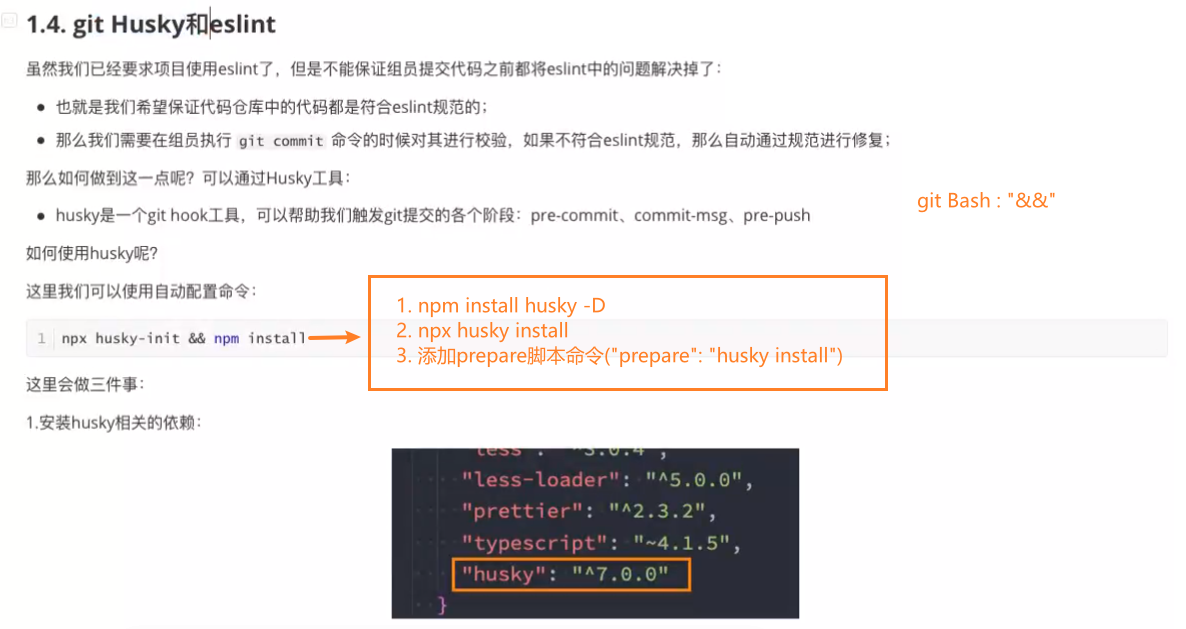 1.4. git Husky和eslint
虽然我们已经要求项目使用eslint了，但是不能保证组员提交代码之前都将eslint中的问题解决掉了：
• 也就是我们希望保证代码仓库中的代码都是符合eslint规范的；
• 那么我们需要在组员执行 git commit 命令的时候对其进行校验，如果不符合eslint规范，那么自动通过规范进行修复；
那么如何做到这一点呢？可以通过Husky工具：
git Bash : "&&"
• husky是一个git hook工具，可以帮助我们触发git提交的各个阶段：pre-commit、commit-msg、pre-push
如何使用husky呢？
这里我们可以使用自动配置命令：
1 npx husky-init && npm install
1. npm install husky -D
2. npx husky install
3. 添加prepare脚本命令("prepare": "husky install")
这里会做三件事：
1.安装husky相关的依赖：
"less": "^3.0.4",
"less-loader": "^5.0.0",
"prettier": "^2.3.2",
"typescript": "~4.1.5",
"husky": "^7.0.0"
}